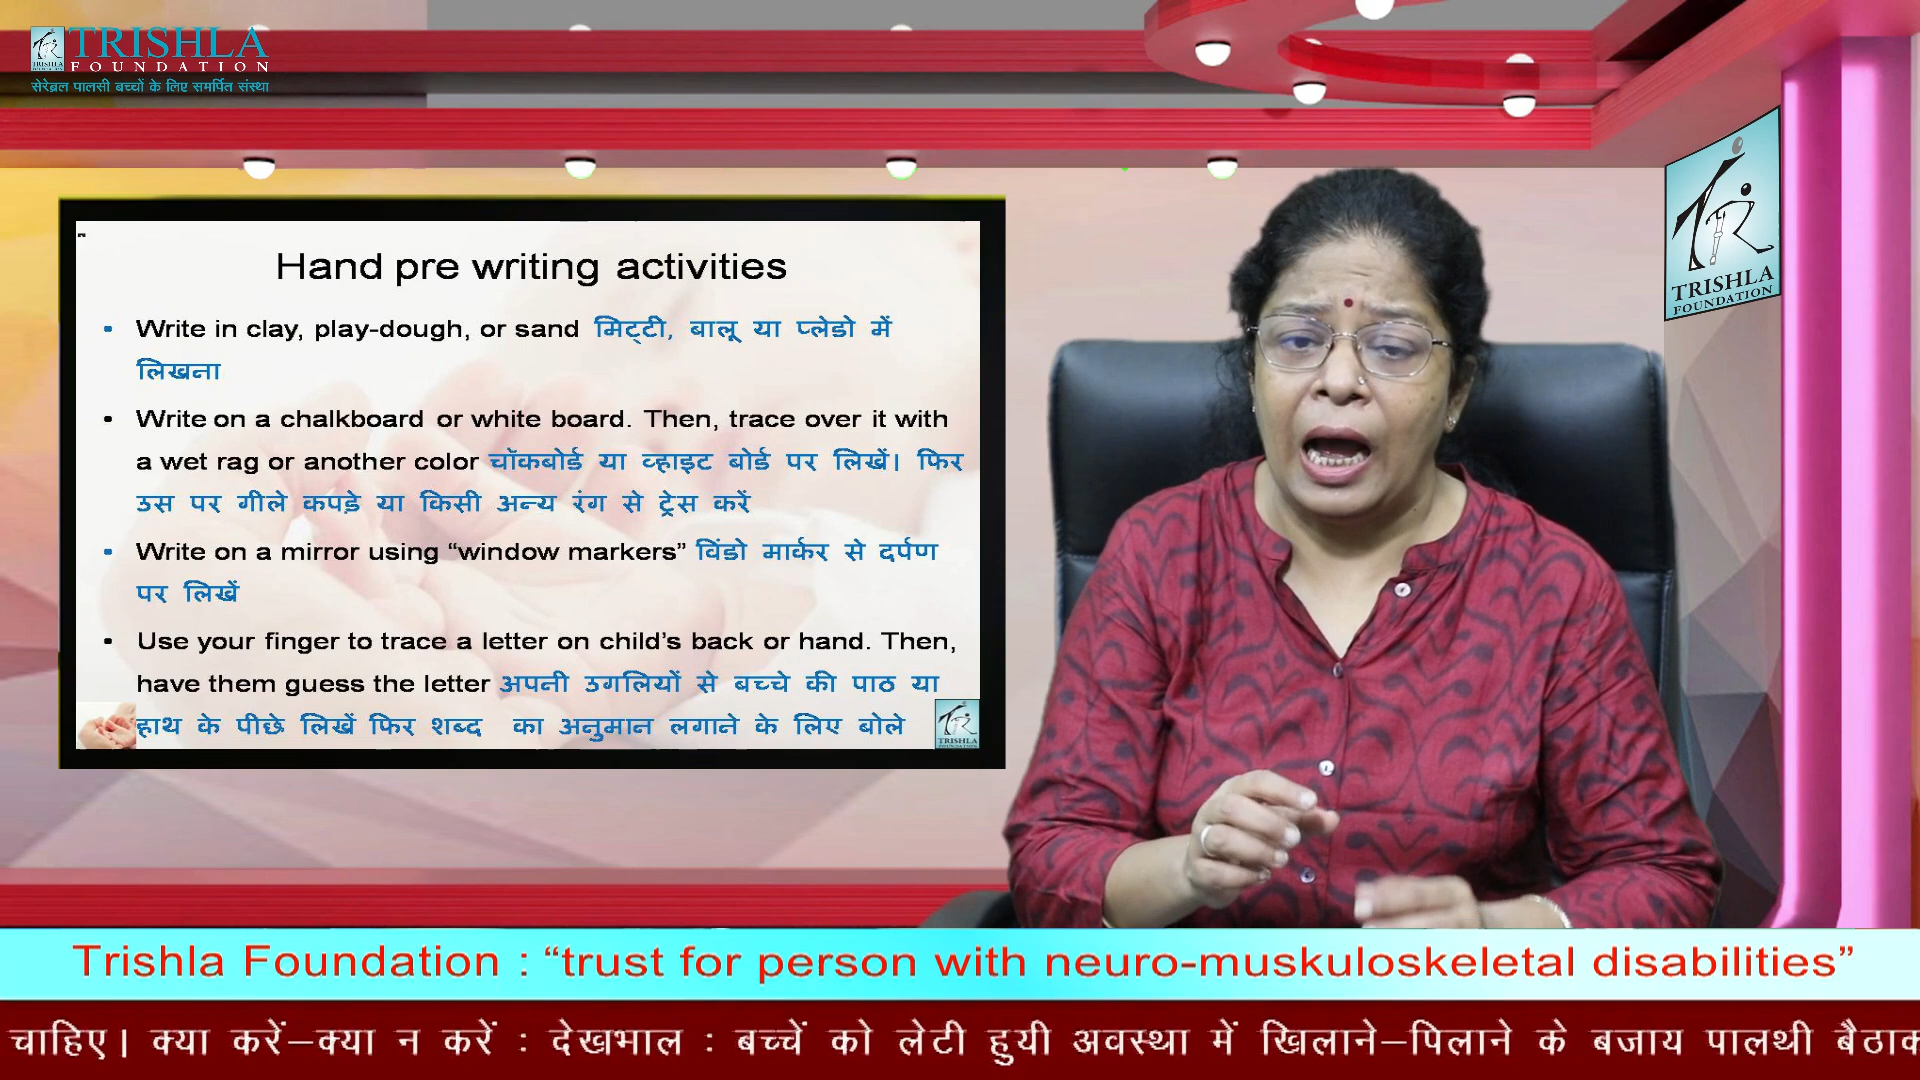 TRISHLA
FOUNDATION
सेरेब्रल पालसी बच्चों के लिए समर्पित संस्था
TRISHLA
FOUNDATION
Hand pre writing activities
• Write in clay, play-dough, or sand मिट्टी, बालू या प्लेडो में
लिखना
• Write on a chalkboard or white board. Then, trace over it with
a wet rag or another color चॉकबोर्ड या व्हाइट बोर्ड पर लिखें। फिर
उस पर गीले कपड़े या किसी अन्य रंग से ट्रेस करें
• Write on a mirror using “window markers” विंडो मार्कर से दर्पण
पर लिखें
• Use your finger to trace a letter on child’s back or hand. Then,
have them guess the letter अपनी उगलियों से बच्चे की पाठ या
हाथ के पीछे लिखें फिर शब्द का अनुमान लगाने के लिए बोले
TRISHLA
Trishla Foundation : “trust for person with neuro-muskuloskeletal disabilities”
चाहिए। क्या करें–क्या न करें : देखभाल : बच्चें को लेटी हुयी अवस्था में खिलाने–पिलाने के बजाय पालथी बैठाक